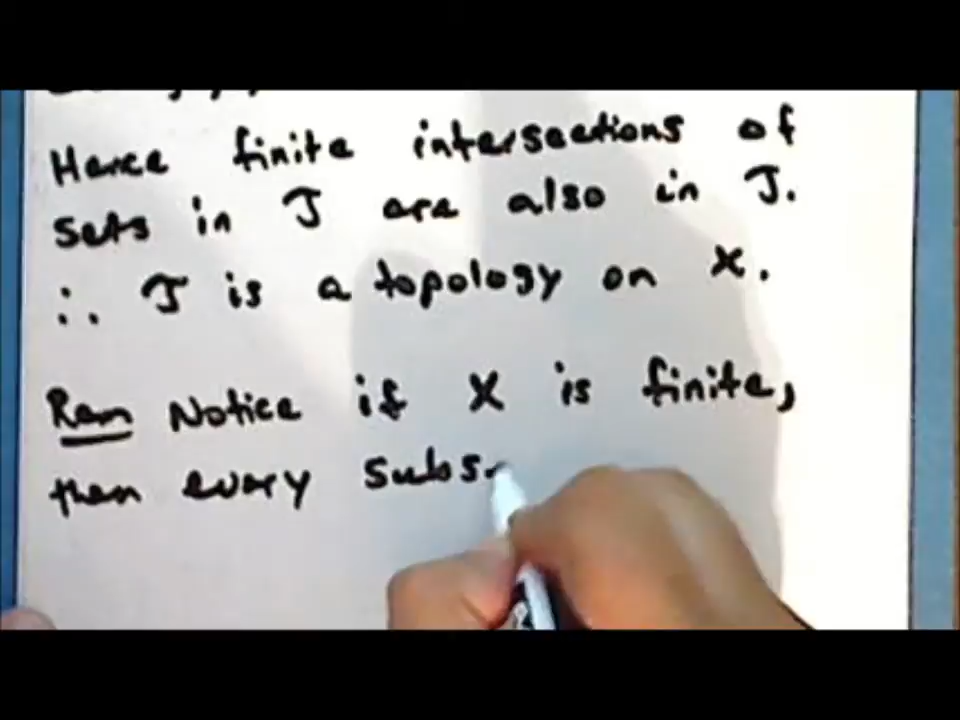 Hence finite intersections of
sets in J are also in J.
∴ J is a topology on X.
Rem Notice if X is finite,
then every subs